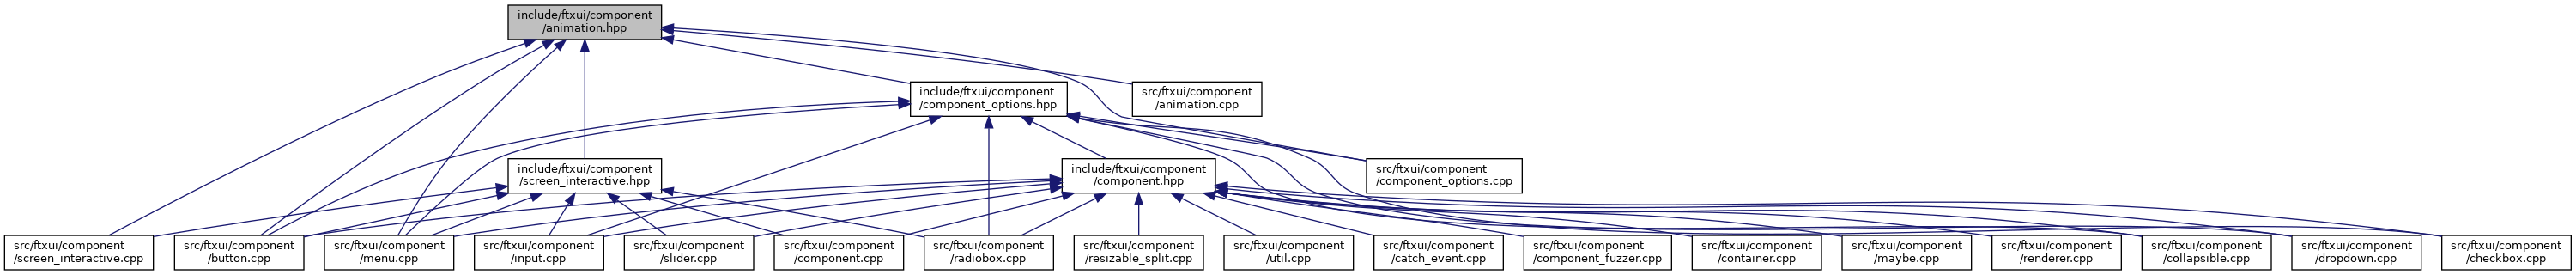 include/ftxui/component
/animation.hpp
include/ftxui/component
/component_options.hpp
src/ftxui/component
/animation.cpp
include/ftxui/component
/screen_interactive.hpp
include/ftxui/component
/component.hpp
src/ftxui/component
/component_options.cpp
src/ftxui/component
/screen_interactive.cpp
src/ftxui/component
/button.cpp
src/ftxui/component
/menu.cpp
src/ftxui/component
/input.cpp
src/ftxui/component
/slider.cpp
src/ftxui/component
/component.cpp
src/ftxui/component
/radiobox.cpp
src/ftxui/component
/resizable_split.cpp
src/ftxui/component
/util.cpp
src/ftxui/component
/catch_event.cpp
src/ftxui/component
/component_fuzzer.cpp
src/ftxui/component
/container.cpp
src/ftxui/component
/maybe.cpp
src/ftxui/component
/renderer.cpp
src/ftxui/component
/collapsible.cpp
src/ftxui/component
/dropdown.cpp
src/ftxui/component
/checkbox.cpp